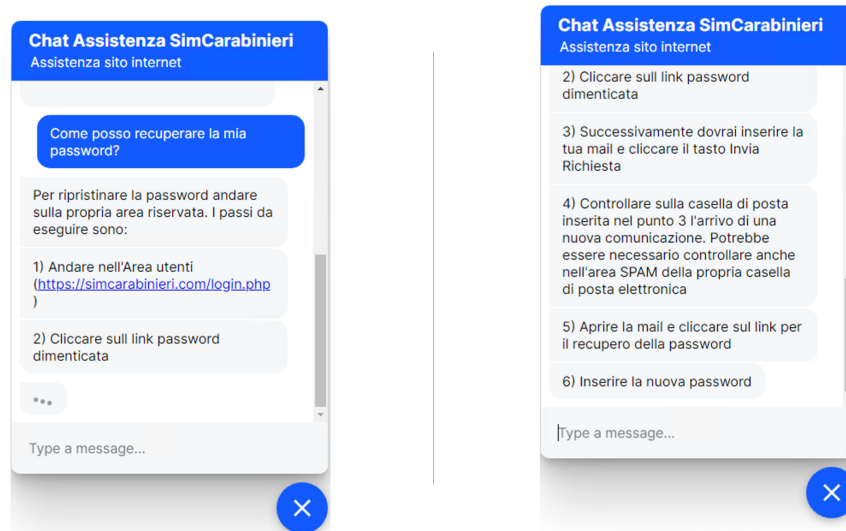 Chat Assistenza SimCarabinieri
Assistenza sito internet
Come posso recuperare la mia
password?
Per ripristinare la password andare
sulla propria area riservata. I passi da
eseguire sono:
1) Andare nell'Area utenti
(https://simcarabinieri.com/login.php
)
2) Cliccare sull link password
dimenticata
Type a message...
Chat Assistenza SimCarabinieri
Assistenza sito internet
2) Cliccare sull link password
dimenticata
3) Successivamente dovrai inserire la
tua mail e cliccare il tasto Invia
Richiesta
4) Controllare sulla casella di posta
inserita nel punto 3 l'arrivo di una
nuova comunicazione. Potrebbe
essere necessario controllare anche
nell'area SPAM della propria casella
di posta elettronica
5) Aprire la mail e cliccare sul link per
il recupero della password
6) Inserire la nuova password
Type a message...